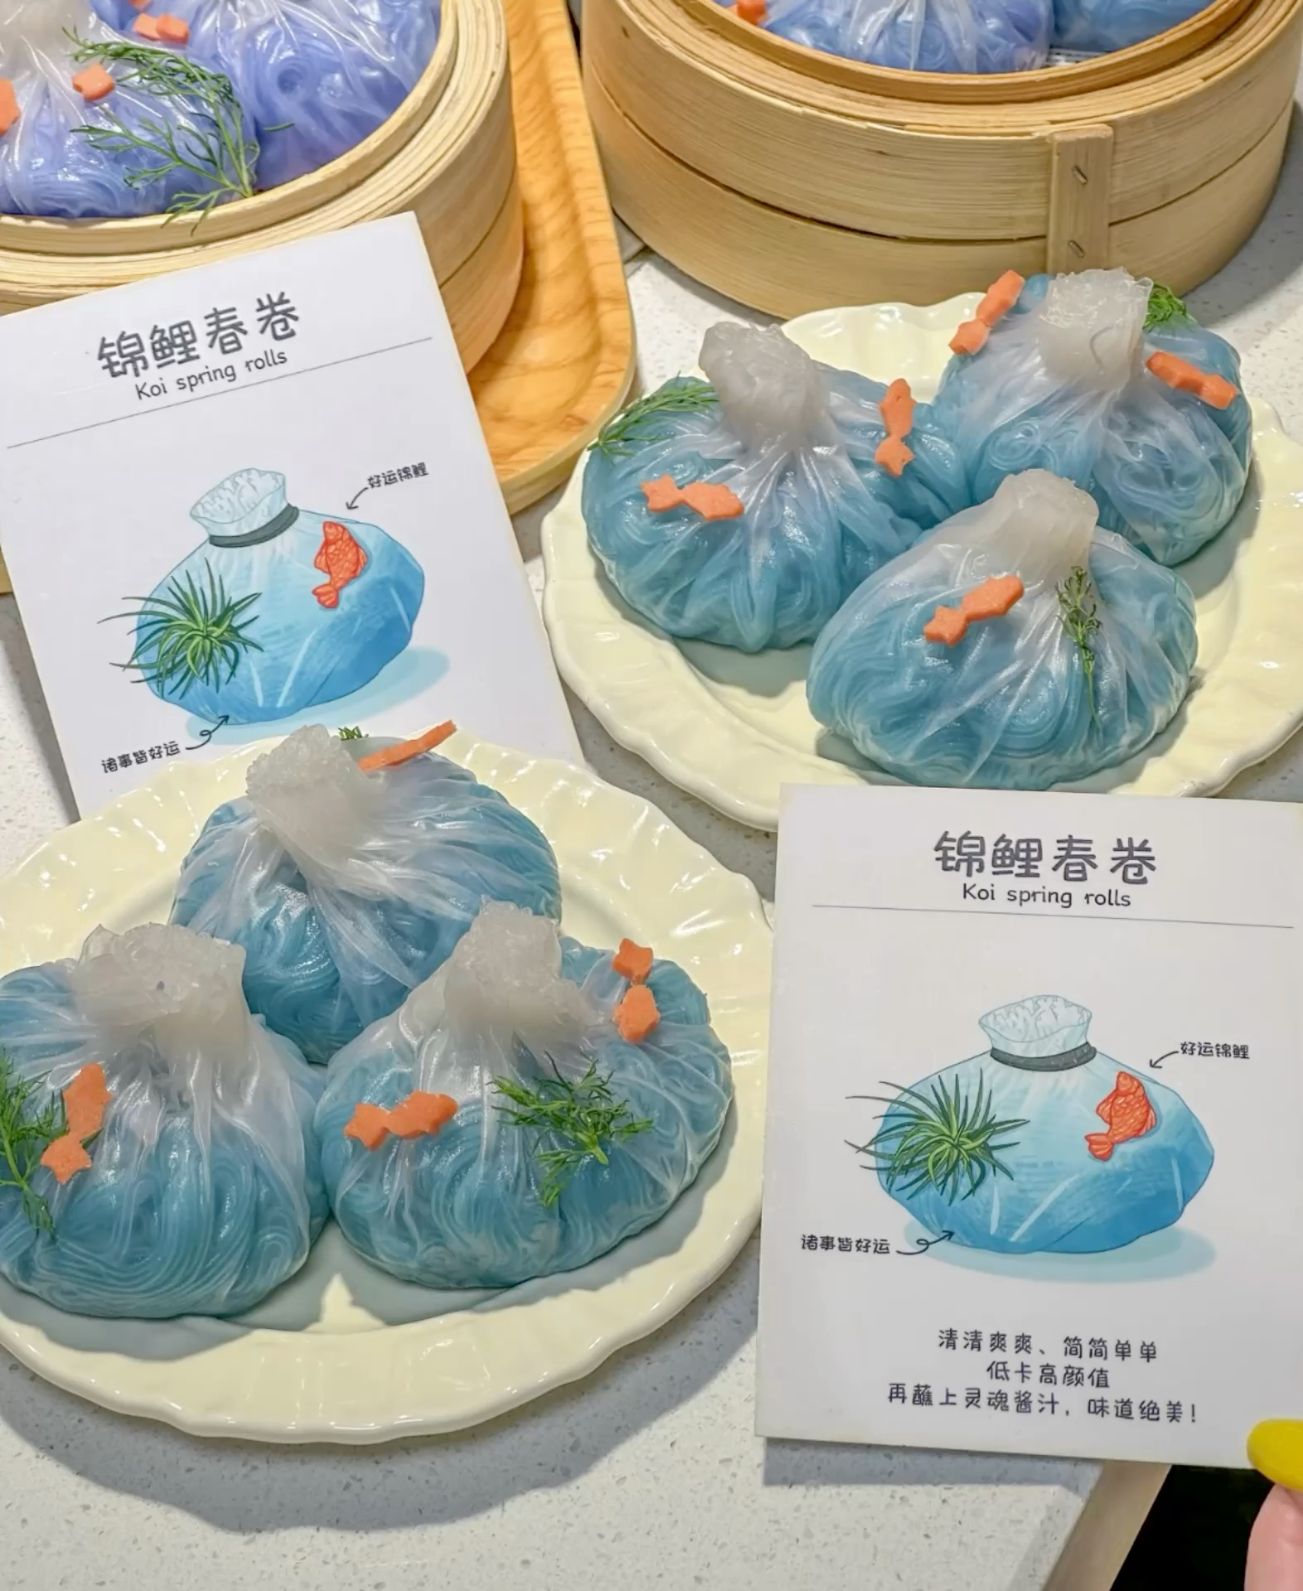 锦鲤春卷
Koi spring rolls
好运锦鲤
诸事皆好运
锦鲤春卷
Koi spring rolls
好运锦鲤
诸事皆好运
清清爽爽、简简单单
低卡高颜值
再蘸上灵魂酱汁，味道绝美！